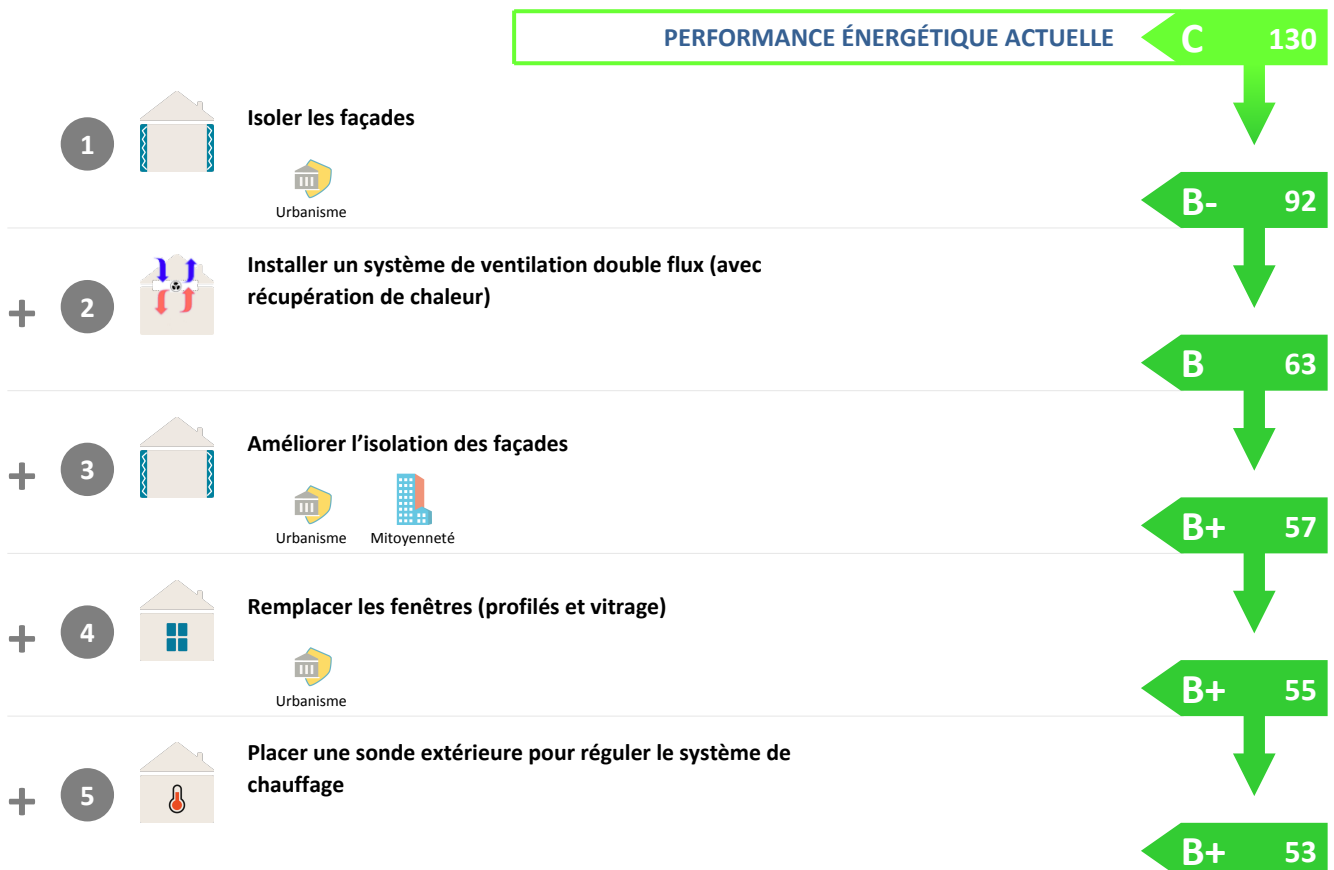 PERFORMANCE ÉNERGÉTIQUE ACTUELLE
C 130
1
Isoler les façades
Urbanisme
B- 92
+ 2
Installer un système de ventilation double flux (avec
récupération de chaleur)
B 63
+ 3
Améliorer l’isolation des façades
Urbanisme Mitoyenneté
B+ 57
+ 4
Remplacer les fenêtres (profilés et vitrage)
Urbanisme
B+ 55
+ 5
Placer une sonde extérieure pour réguler le système de
chauffage
B+ 53